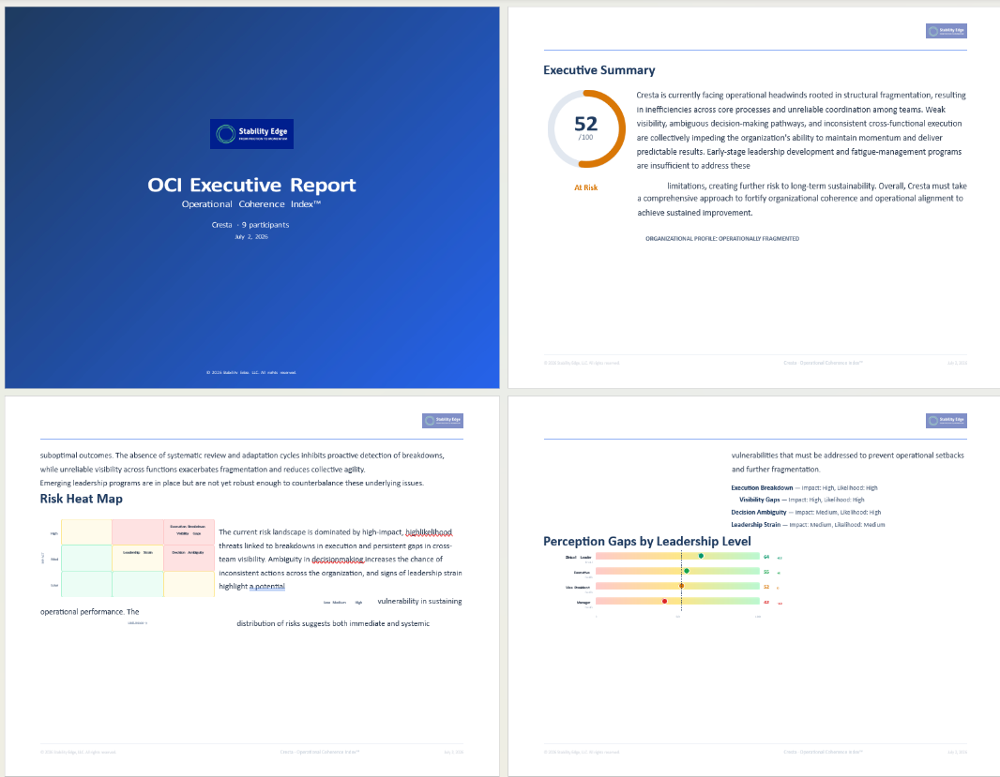 Stability Edge
FROM FRICTION TO MOMENTUM
OCI Executive Report
Operational Coherence Index™
Cresta · 9 participants
July 2, 2026
© 2026 Stability Edge LLC. All rights reserved.
Stability Edge
Executive Summary
52
/100
At Risk
Cresta is currently facing operational headwinds rooted in structural fragmentation, resulting
in inefficiencies across core processes and unreliable coordination among teams. Weak
visibility, ambiguous decision-making pathways, and inconsistent cross-functional execution
are collectively impeding the organization's ability to maintain momentum and deliver
predictable results. Early-stage leadership development and fatigue-management programs
are insufficient to address these
limitations, creating further risk to long-term sustainability. Overall, Cresta must take
a comprehensive approach to fortify organizational coherence and operational alignment to
achieve sustained improvement.
ORGANIZATIONAL PROFILE: OPERATIONALLY FRAGMENTED
© 2026 Stability Edge, LLC. All rights reserved.
Cresta · Operational Coherence Index™
July 2, 2026
Stability Edge
suboptimal outcomes. The absence of systematic review and adaptation cycles inhibits proactive detection of breakdowns,
while unreliable visibility across functions exacerbates fragmentation and reduces collective agility.
Emerging leadership programs are in place but are not yet robust enough to counterbalance these underlying issues.
Risk Heat Map
High
Execution Breakdown
Visibility Gaps
Med
Leadership Strain
Decision Ambiguity
Low
The current risk landscape is dominated by high-impact, highlikelihood
threats linked to breakdowns in execution and persistent gaps in cross-
team visibility. Ambiguity in decisionmaking increases the chance of
inconsistent actions across the organization, and signs of leadership strain
highlight a potential
Low Medium High
vulnerability in sustaining
operational performance. The
distribution of risks suggests both immediate and systemic
© 2026 Stability Edge, LLC. All rights reserved.
Cresta · Operational Coherence Index™
July 2, 2026
Stability Edge
vulnerabilities that must be addressed to prevent operational setbacks
and further fragmentation.
Execution Breakdown — Impact: High, Likelihood: High
Visibility Gaps — Impact: High, Likelihood: High
Decision Ambiguity — Impact: Medium, Likelihood: High
Leadership Strain — Impact: Medium, Likelihood: Medium
Perception Gaps by Leadership Level
Leader
64
Executive
55
Vice President
52
Manager
43
© 2026 Stability Edge, LLC. All rights reserved.
Cresta · Operational Coherence Index™
July 2, 2026